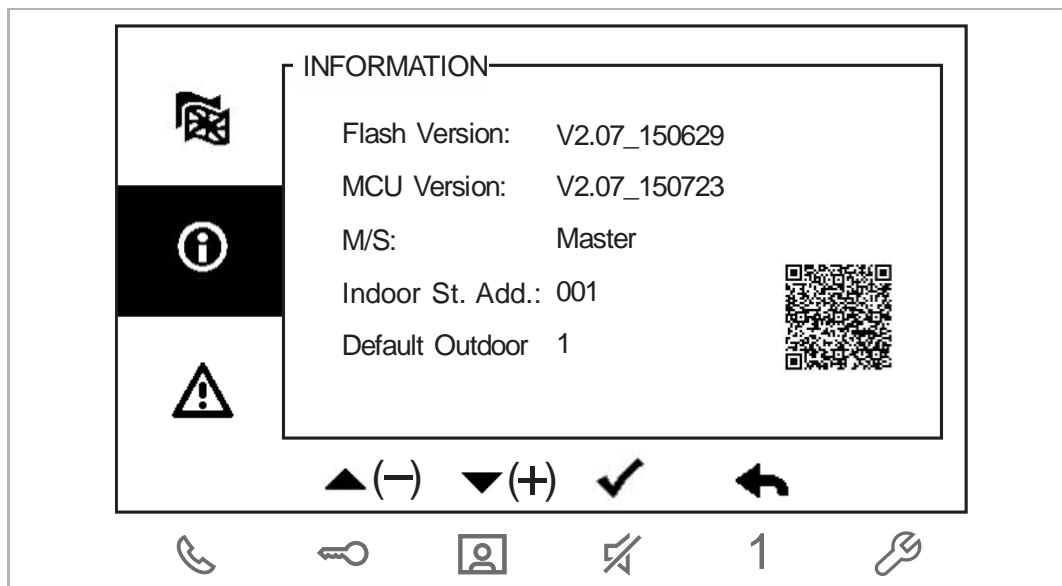 INFORMATION
Flash Version: V2.07_150629
MCU Version: V2.07_150723
M/S: Master
Indoor St. Add.: 001
Default Outdoor 1
(−) (+)
1